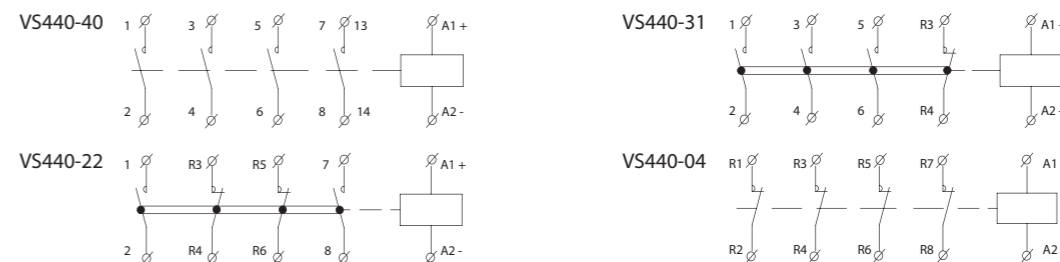 VS440-40 1 3 5 7 13 A1 +
2 4 6 8 14 A2 -
VS440-31 1 3 5 R3 A1 -
2 4 6 R4 A2 -
VS440-22 1 R3 R5 7 A1 +
2 R4 R6 8 A2 -
VS440-04 R1 R3 R5 R7 A1
R2 R4 R6 R8 A2